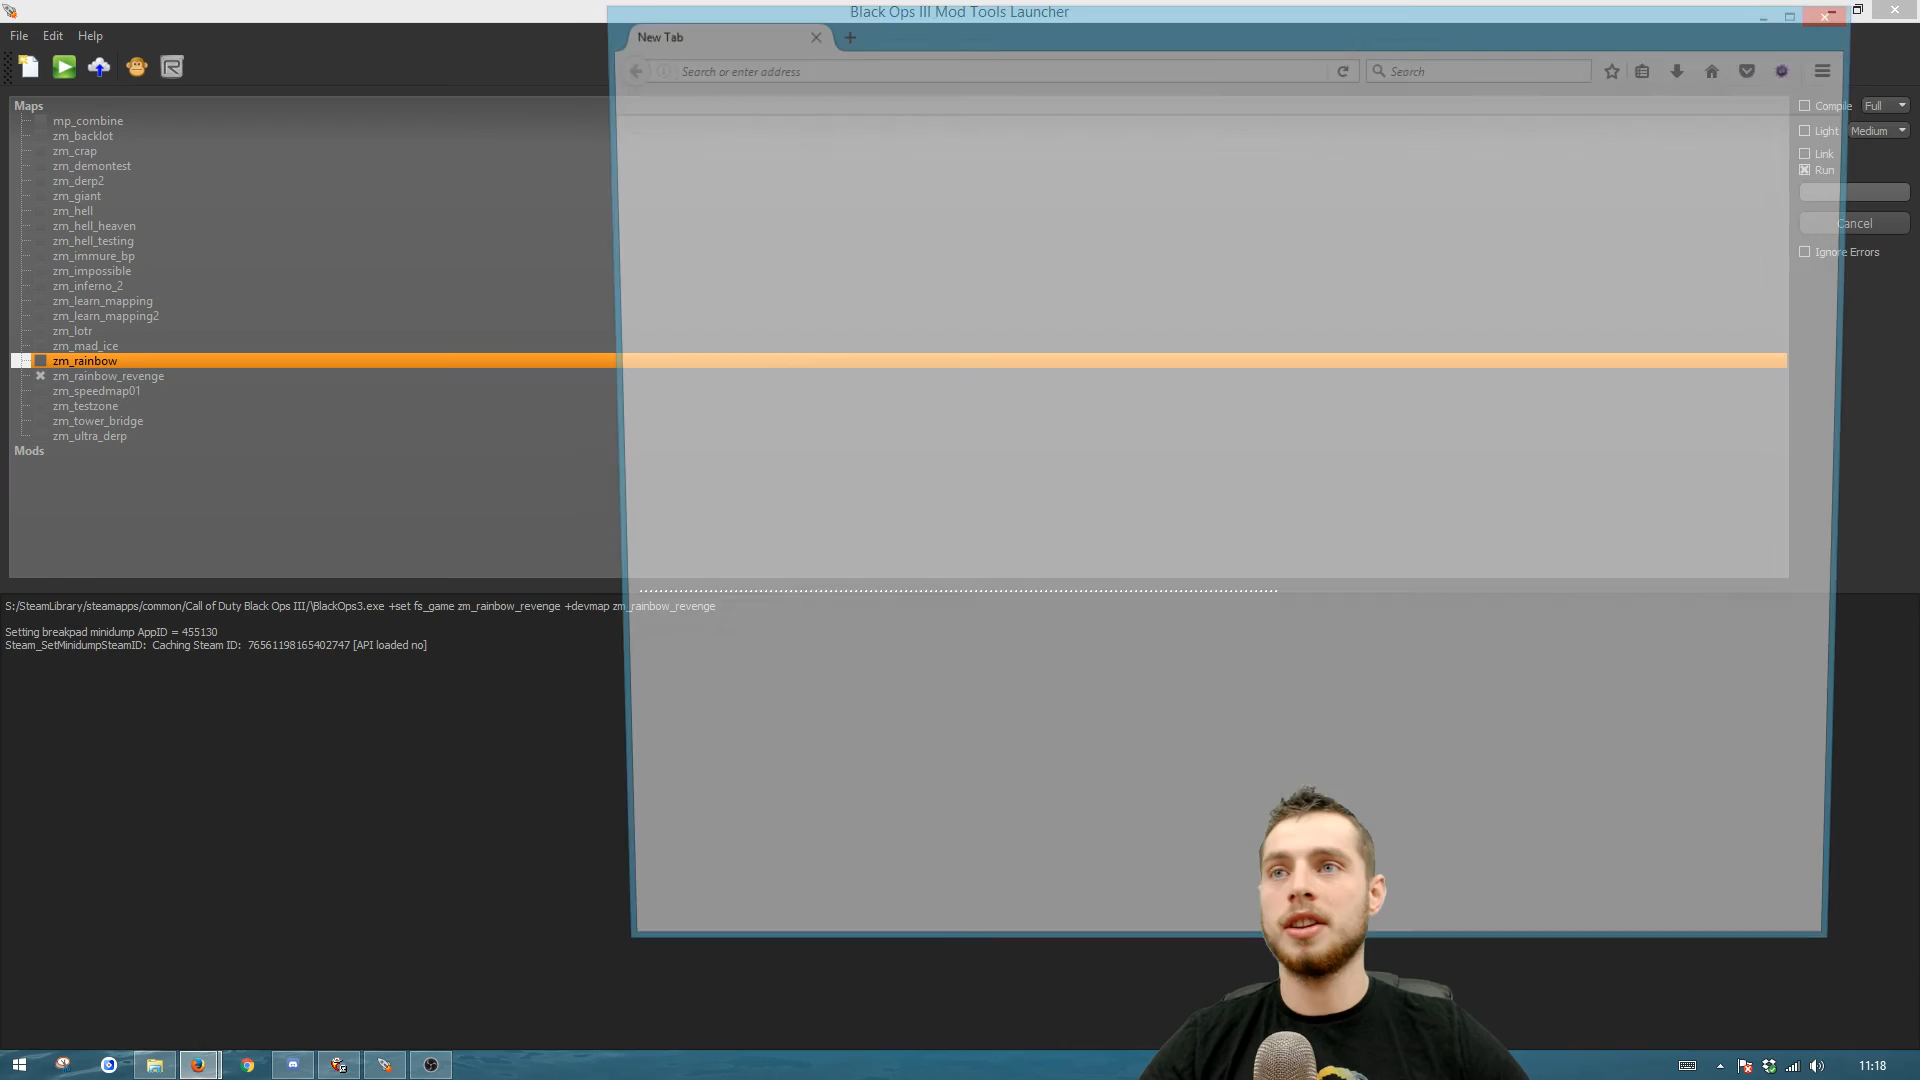 Black Ops III Mod Tools Launcher
File Edit Help
New Tab
Search or enter address
Search
Maps
mp_combine
zm_backlot
zm_crap
zm_demontest
zm_derp2
zm_giant
zm_hell
zm_hell_heaven
zm_hell_testing
zm_immure_bp
zm_impossible
zm_inferno_2
zm_learn_mapping
zm_learn_mapping2
zm_lotr
zm_mad_ice
zm_rainbow
zm_rainbow_revenge
zm_speedmap01
zm_testzone
zm_tower_bridge
zm_ultra_derp
Mods
Compile Full
Light Medium
Link
Run
Cancel
Ignore Errors
S:/SteamLibrary/steamapps/common/Call of Duty Black Ops III/\BlackOps3.exe +set fs_game zm_rainbow_revenge +devmap zm_rainbow_revenge
Setting breakpad minidump AppID = 455130
Steam_SetMinidumpSteamID: Caching Steam ID: 76561198165402747 [API loaded no]
11:18